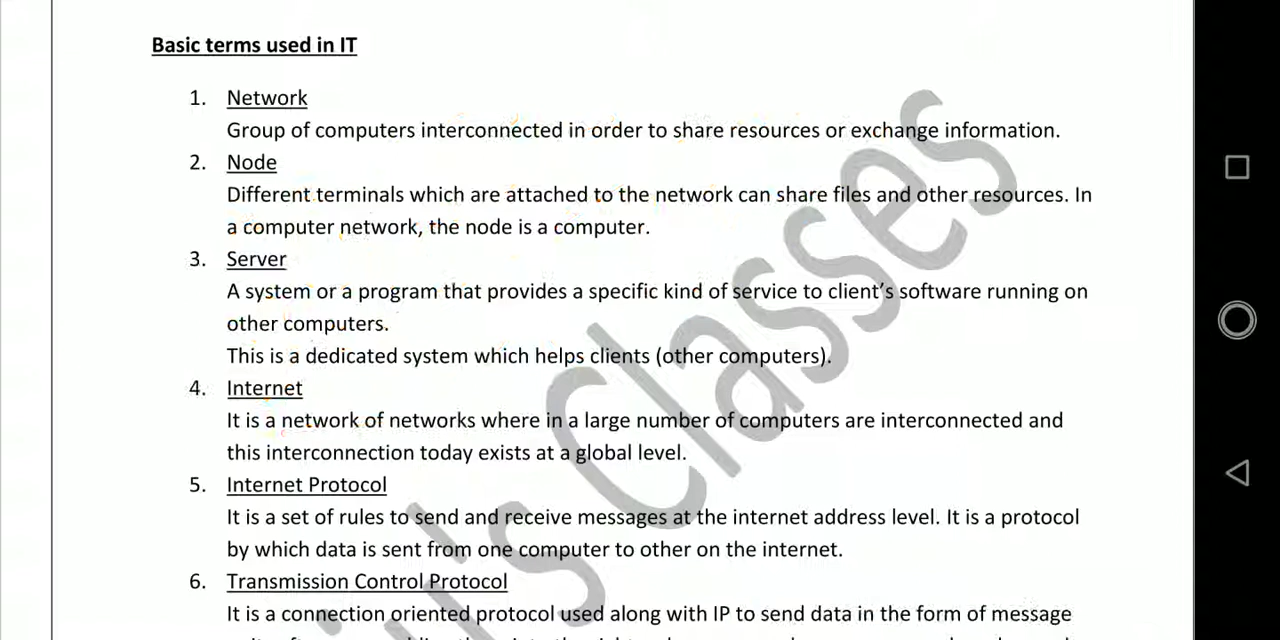 Basic terms used in IT
1. Network
Group of computers interconnected in order to share resources or exchange information.
2. Node
Different terminals which are attached to the network can share files and other resources. In
a computer network, the node is a computer.
3. Server
A system or a program that provides a specific kind of service to client's software running on
other computers.
This is a dedicated system which helps clients (other computers).
4. Internet
It is a network of networks where in a large number of computers are interconnected and
this interconnection today exists at a global level.
5. Internet Protocol
It is a set of rules to send and receive messages at the internet address level. It is a protocol
by which data is sent from one computer to other on the internet.
6. Transmission Control Protocol
It is a connection oriented protocol used along with IP to send data in the form of message
Classes